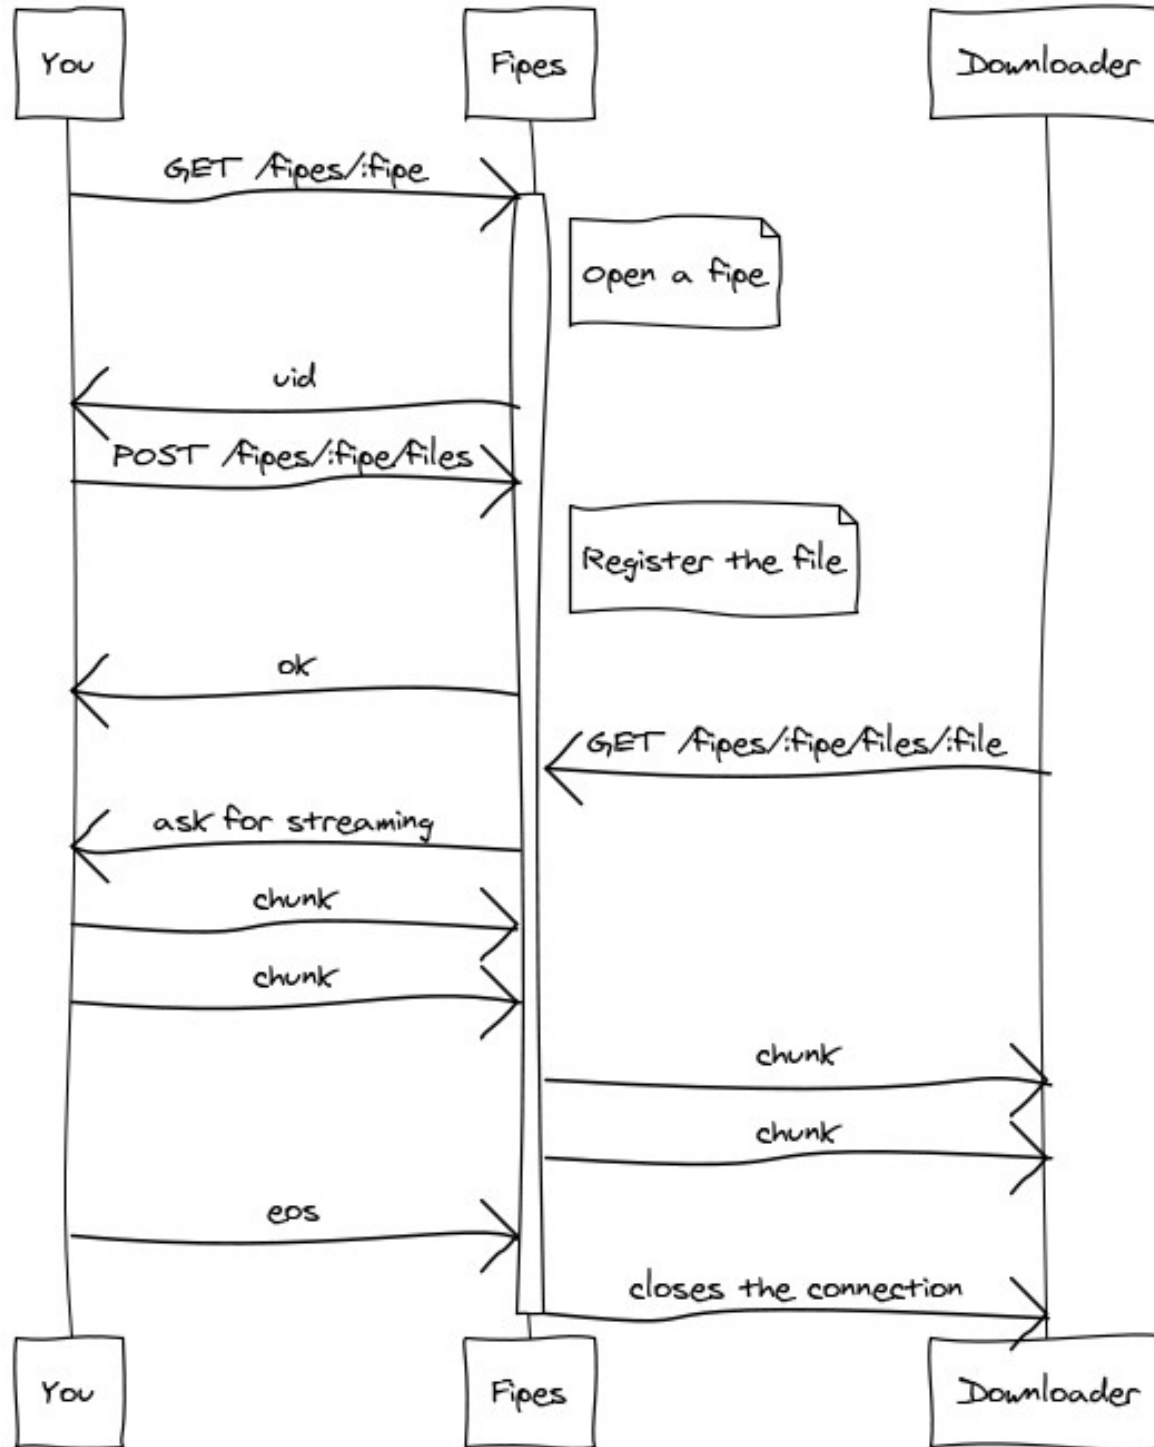 You
Fipes
Downloader
GET /fipes/:fipe
Open a fipe
uid
POST /fipes/:fipe/files
Register the file
ok
GET /fipes/:fipe/files/:file
ask for streaming
chunk
chunk
chunk
chunk
eos
closes the connection
You
Fipes
Downloader